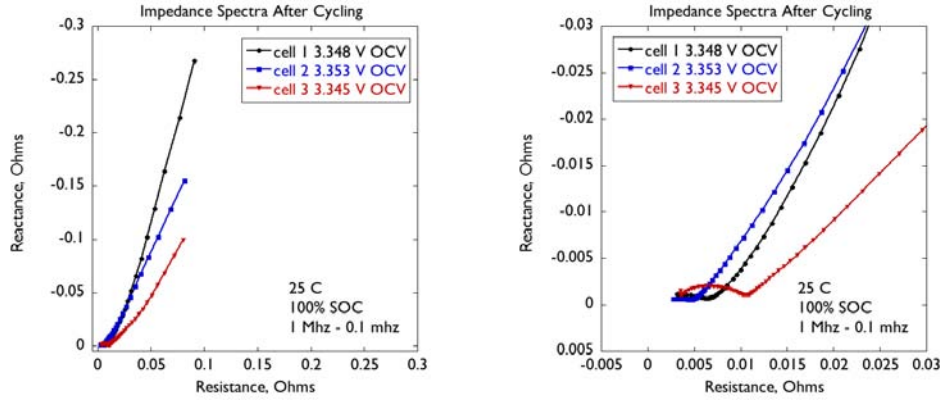 Impedance Spectra After Cycling
-0.3
-0.25
-0.2
-0.15
-0.1
-0.05
0
Reactance, Ohms
cell 1 3.348 V OCV
cell 2 3.353 V OCV
cell 3 3.345 V OCV
25 C
100% SOC
1 Mhz - 0.1 mhz
0 0.05 0.1 0.15 0.2 0.25 0.3
Resistance, Ohms
Impedance Spectra After Cycling
-0.03
-0.025
-0.02
-0.015
-0.01
-0.005
0
0.005
Reactance, Ohms
cell 1 3.348 V OCV
cell 2 3.353 V OCV
cell 3 3.345 V OCV
25 C
100% SOC
1 Mhz - 0.1 mhz
-0.005 0 0.005 0.01 0.015 0.02 0.025 0.03
Resistance, Ohms